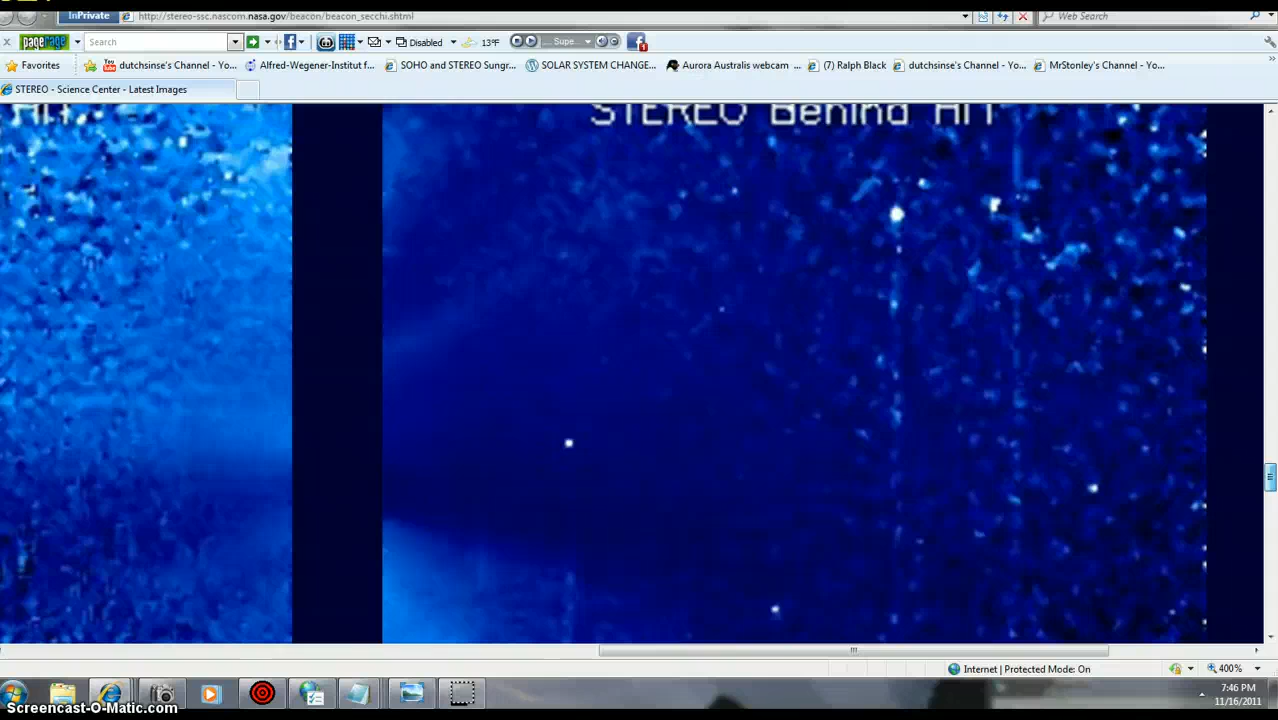 InPrivate http://stereo-ssc.nascom.nasa.gov/beacon/beacon_secchi.shtml Web Search
pagerage Search Disabled 13°F Supe 1
Favorites dutchsinse's Channel - Yo... Alfred-Wegener-Institut f... SOHO and STEREO Sungr... SOLAR SYSTEM CHANGE... Aurora Australis webcam ... (7) Ralph Black dutchsinse's Channel - Yo... MrStonley's Channel - Yo...
STEREO - Science Center - Latest Images
STEREO Behind HI1
Internet | Protected Mode: On 400%
7:46 PM
11/16/2011
Screencast-O-Matic.com